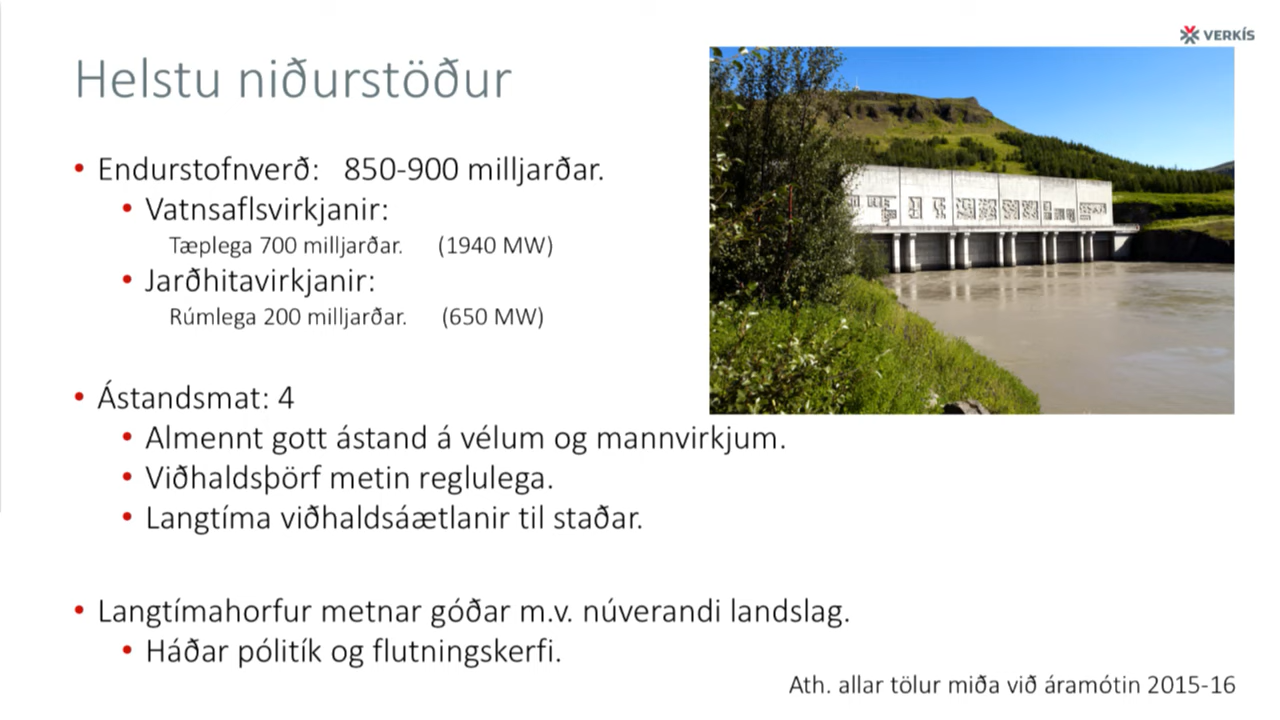 VERKÍS
Helstu niðurstöður
• Endurstofnverð: 850-900 milljarðar.
• Vatnsaflsvirkjanir:
Tæplega 700 milljarðar. (1940 MW)
• Jarðhitavirkjanir:
Rúmlega 200 milljarðar. (650 MW)
• Ástandsmat: 4
• Almennt gott ástand á vélum og mannvirkjum.
• Viðhaldsþörf metin reglulega.
• Langtíma viðhaldsáætlanir til staðar.
• Langtímahorfur metnar góðar m.v. núverandi landslag.
• Háðar pólitík og flutningskerfi.
Ath. allar tölur miða við áramótin 2015-16